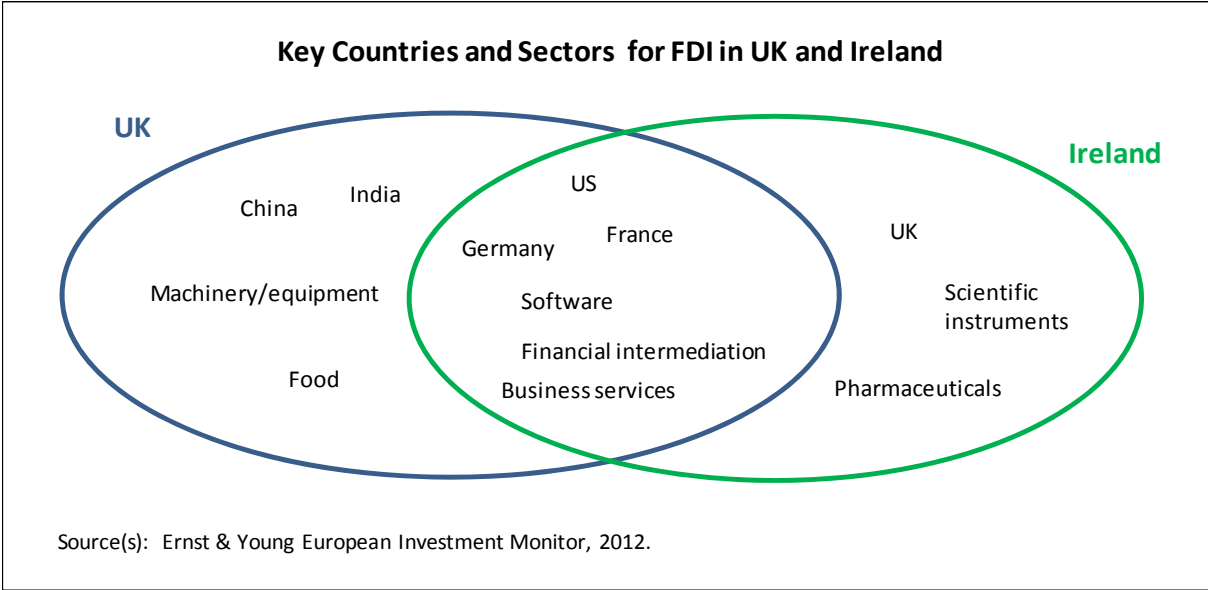 Key Countries and Sectors for FDI in UK and Ireland
UK
Ireland
US
India
China
UK
France
Germany
Machinery/equipment
Software
Scientific
instruments
Financial intermediation
Food
Business services
Pharmaceuticals
Source(s): Ernst & Young European Investment Monitor, 2012.